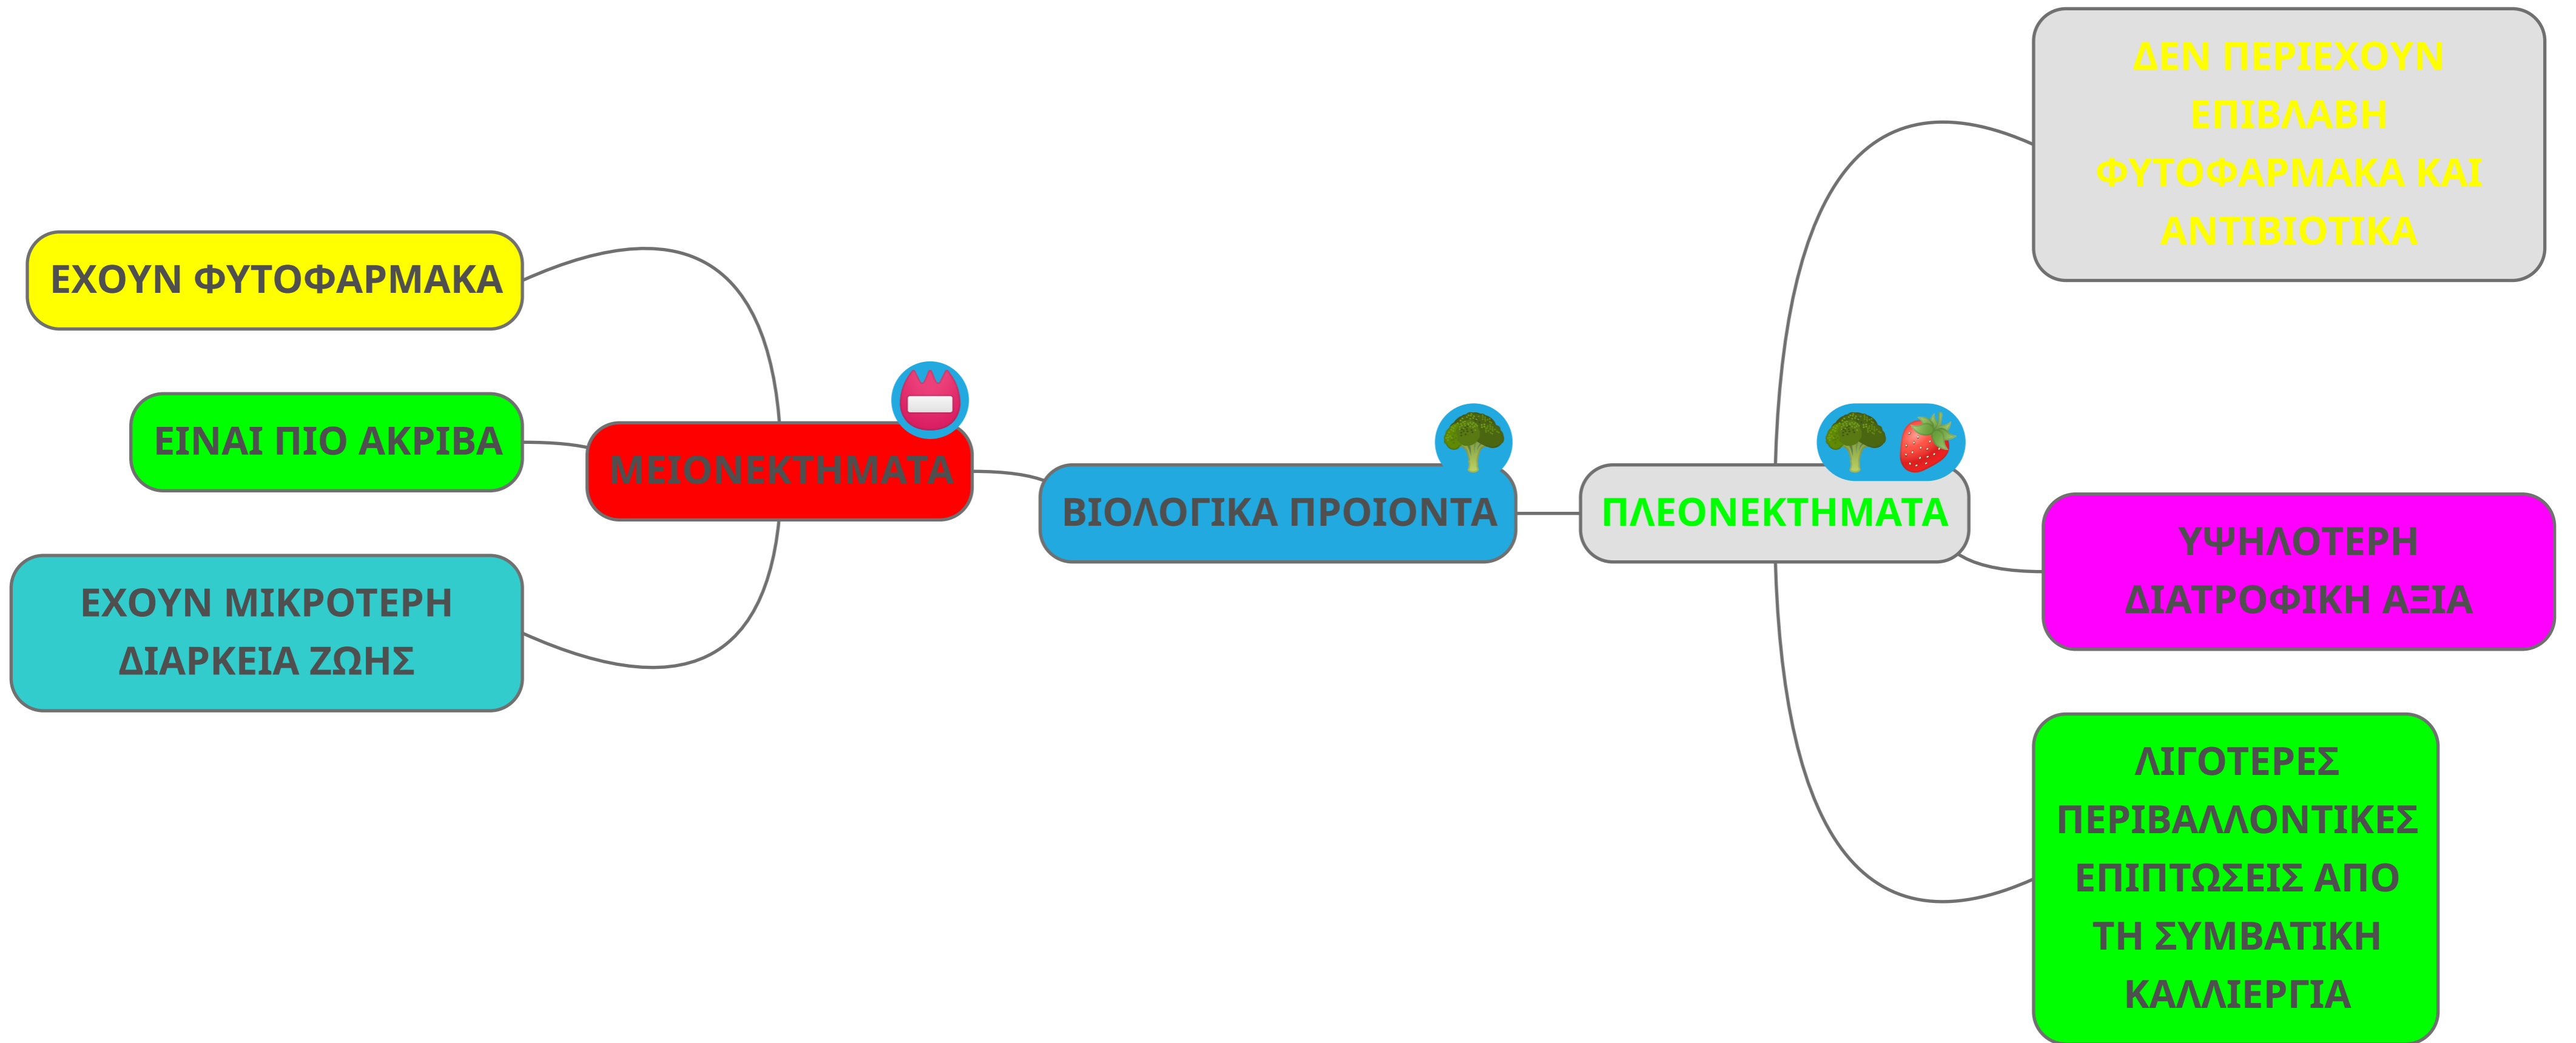 ΕΧΟΥΝ ΦΥΤΟΦΑΡΜΑΚΑ
ΕΙΝΑΙ ΠΙΟ ΑΚΡΙΒΑ
ΕΧΟΥΝ ΜΙΚΡΟΤΕΡΗ
ΔΙΑΡΚΕΙΑ ΖΩΗΣ
ΜΕΙΟΝΕΚΤΗΜΑΤΑ
ΒΙΟΛΟΓΙΚΑ ΠΡΟΙΟΝΤΑ
ΠΛΕΟΝΕΚΤΗΜΑΤΑ
ΔΕΝ ΠΕΡΙΕΧΟΥΝ
ΕΠΙΒΛΑΒΗ
ΦΥΤΟΦΑΡΜΑΚΑ ΚΑΙ
ΑΝΤΙΒΙΟΤΙΚΑ
ΥΨΗΛΟΤΕΡΗ
ΔΙΑΤΡΟΦΙΚΗ ΑΞΙΑ
ΛΙΓΟΤΕΡΕΣ
ΠΕΡΙΒΑΛΛΟΝΤΙΚΕΣ
ΕΠΙΠΤΩΣΕΙΣ ΑΠΟ
ΤΗ ΣΥΜΒΑΤΙΚΗ
ΚΑΛΛΙΕΡΓΙΑ